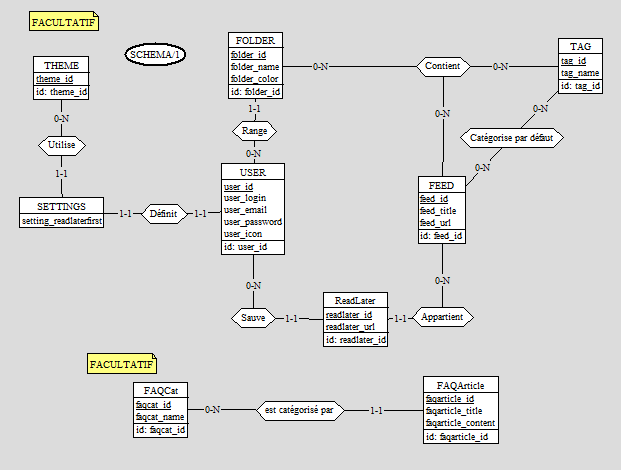 FACULTATIF
SCHEMA/1
THEME
theme_id
id: theme_id
0-N
Utilise
1-1
SETTINGS
setting_readlaterfirst
1-1
Définit
1-1
FOLDER
folder_id
folder_name
folder_color
id: folder_id
1-1
Range
0-N
USER
user_id
user_login
user_email
user_password
user_icon
id: user_id
0-N
Contient
0-N
0-N
TAG
tag_id
tag_name
id: tag_id
0-N
Catégorise par défaut
0-N
FEED
feed_id
feed_title
feed_url
id: feed_id
0-N
Appartient
1-1
ReadLater
readlater_id
readlater_url
id: readlater_id
1-1
Sauve
0-N
FACULTATIF
FAQCat
faqcat_id
faqcat_name
id: faqcat_id
0-N
est catégorisé par
1-1
FAQArticle
faqarticle_id
faqarticle_title
faqarticle_content
id: faqarticle_id